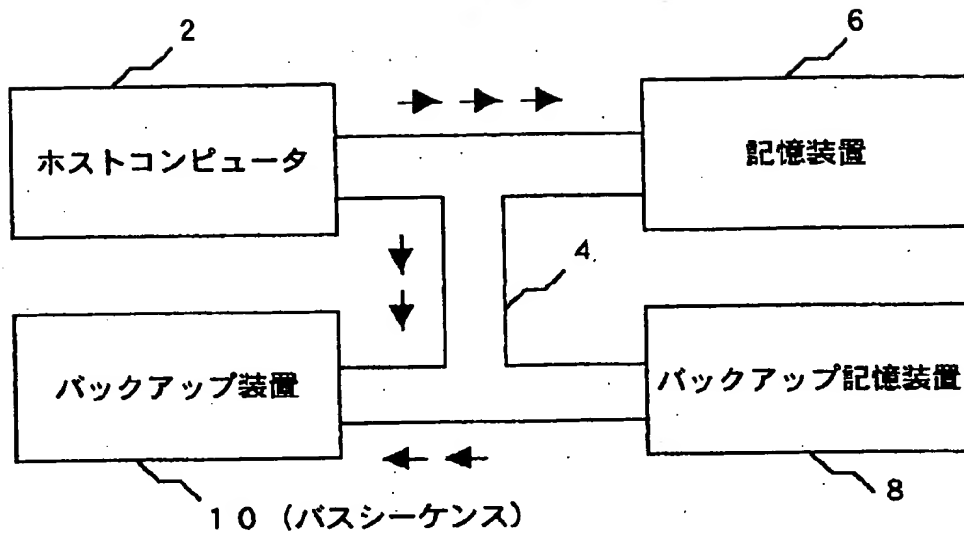 2
6
ホストコンピュータ
記憶装置
4
バックアップ装置
バックアップ記憶装置
8
10 (バスシーケンス)